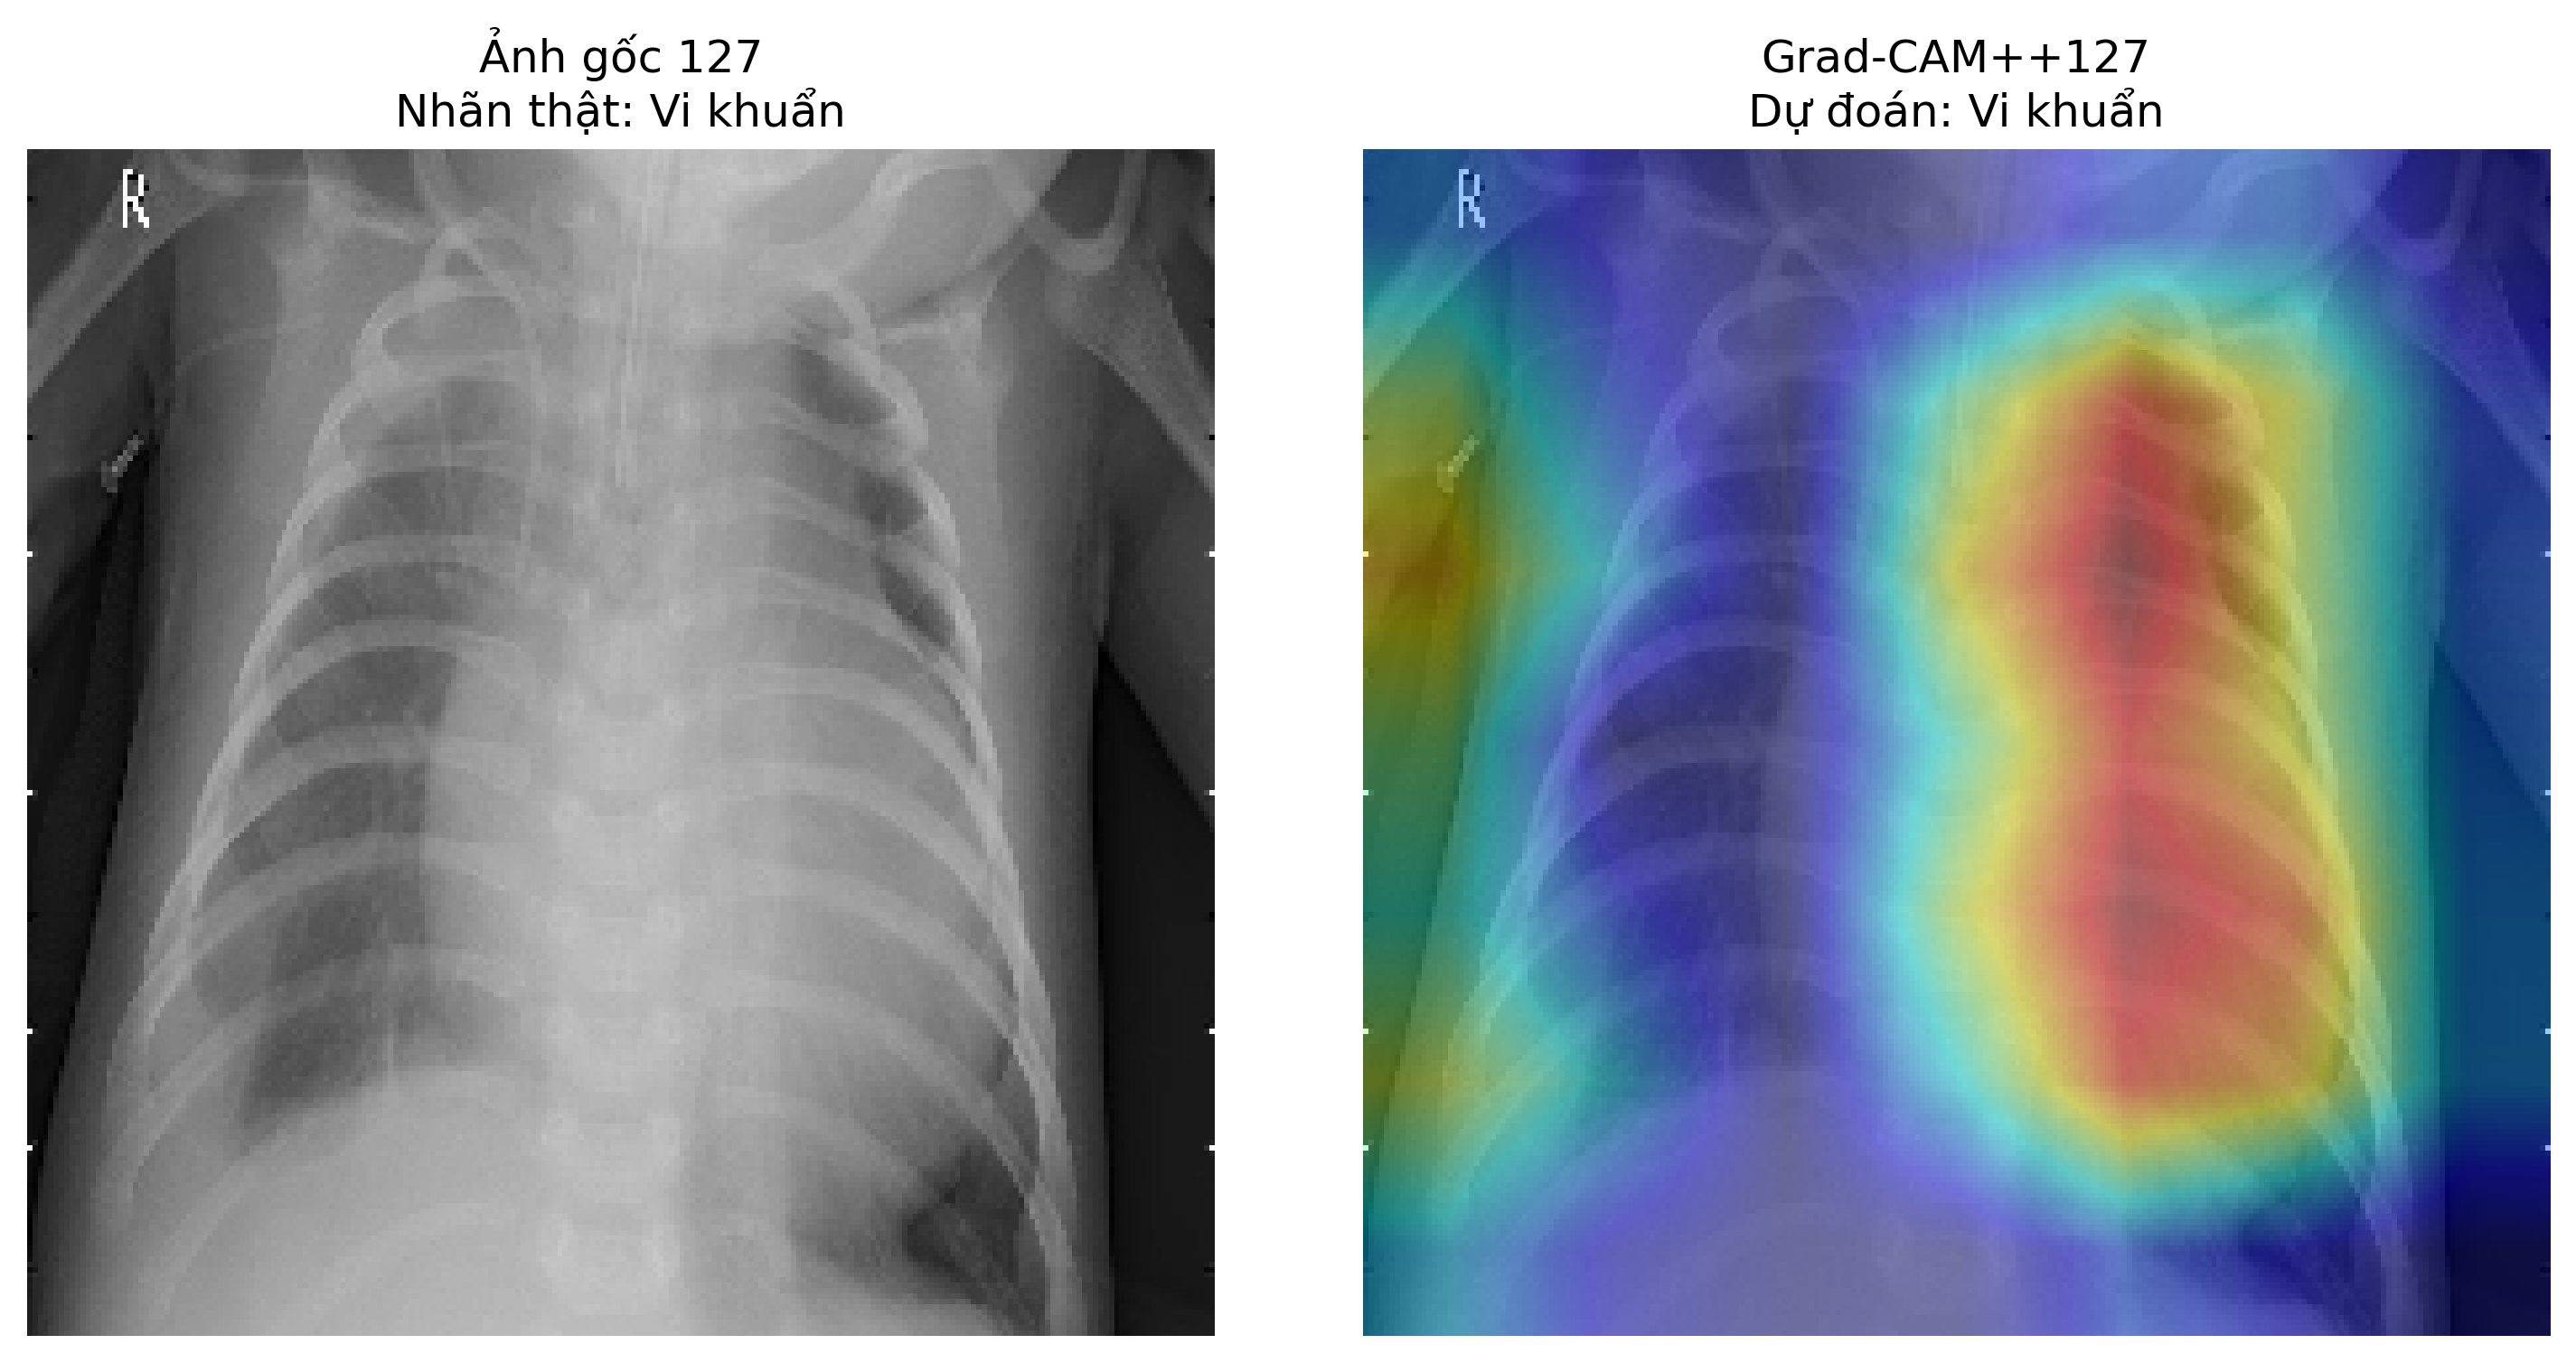 Ảnh gốc 127
Nhãn thật: Vi khuẩn
Grad-CAM++127
Dự đoán: Vi khuẩn
R
R